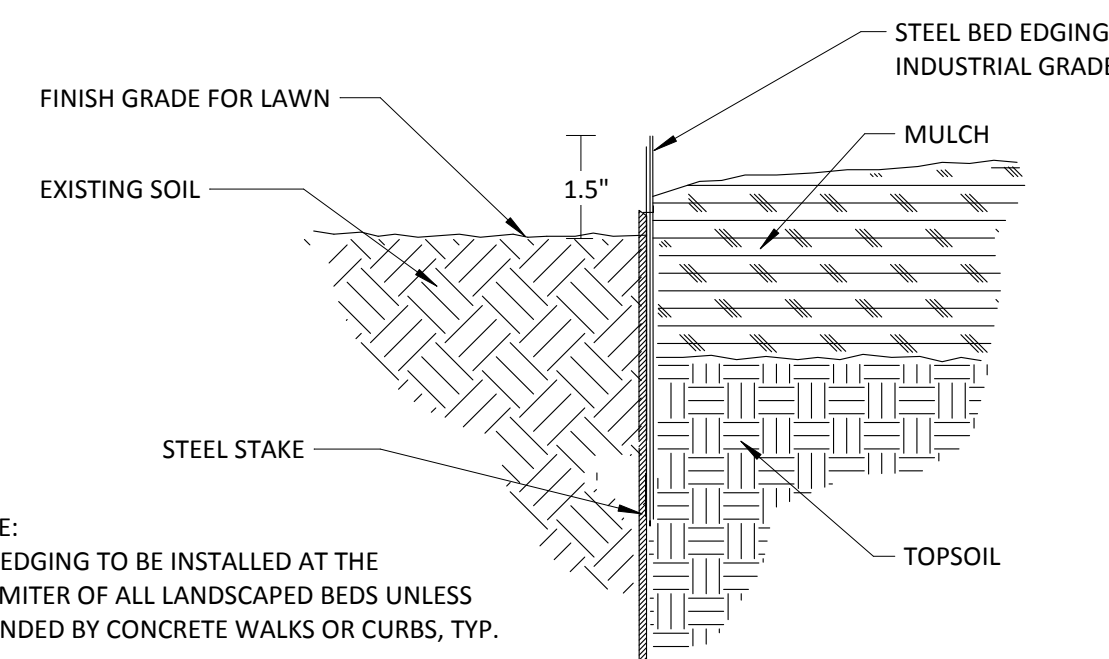 STEEL BED EDGING
INDUSTRIAL GRADE
FINISH GRADE FOR LAWN
MULCH
EXISTING SOIL
1.5"
STEEL STAKE
E:
EDGING TO BE INSTALLED AT THE
MITER OF ALL LANDSCAPED BEDS UNLESS
NDED BY CONCRETE WALKS OR CURBS, TYP.
TOPSOIL